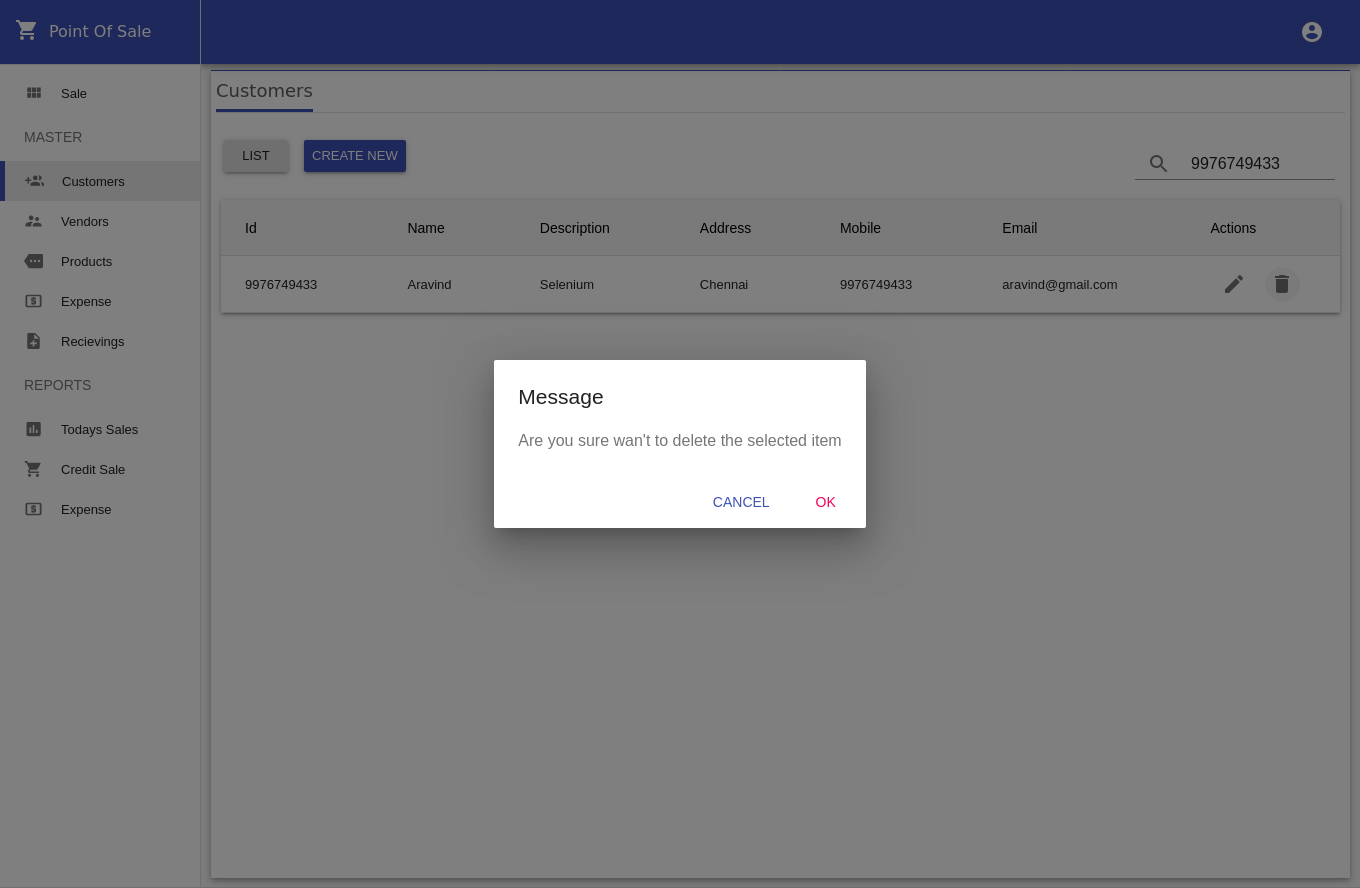 Point Of Sale
Sale
MASTER
Customers
Vendors
Products
Expense
Recievings
REPORTS
Todays Sales
Credit Sale
Expense
Customers
LIST CREATE NEW 9976749433
Id Name Description Address Mobile Email Actions
9976749433 Aravind Selenium Chennai 9976749433 aravind@gmail.com
Message
Are you sure wan't to delete the selected item
CANCEL OK